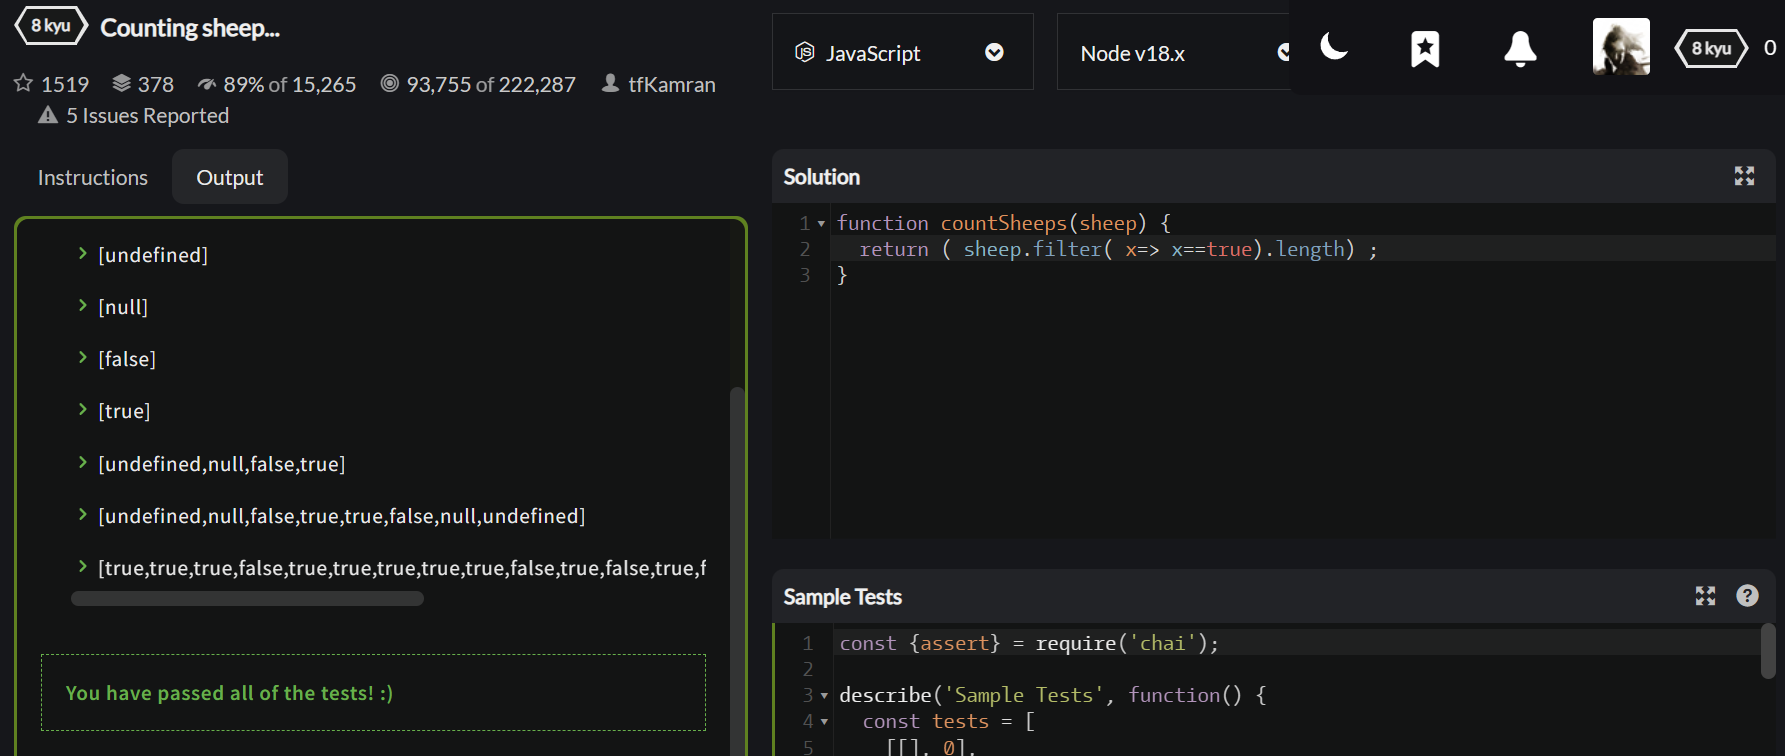 8 kyu Counting sheep...
1519 378 89% of 15,265 93,755 of 222,287 tfKamran
5 Issues Reported
JavaScript
Node v18.x
8 kyu 0
Instructions Output
[undefined]
[null]
[false]
[true]
[undefined,null,false,true]
[undefined,null,false,true,true,false,null,undefined]
[true,true,true,false,true,true,true,true,true,false,true,false,true,f
You have passed all of the tests! :)
Solution
1 function countSheeps(sheep) {
2 return ( sheep.filter( x=> x==true).length) ;
3 }
Sample Tests
1 const {assert} = require('chai');
2
3 describe('Sample Tests', function() {
4 const tests = [
5 [[], 0],